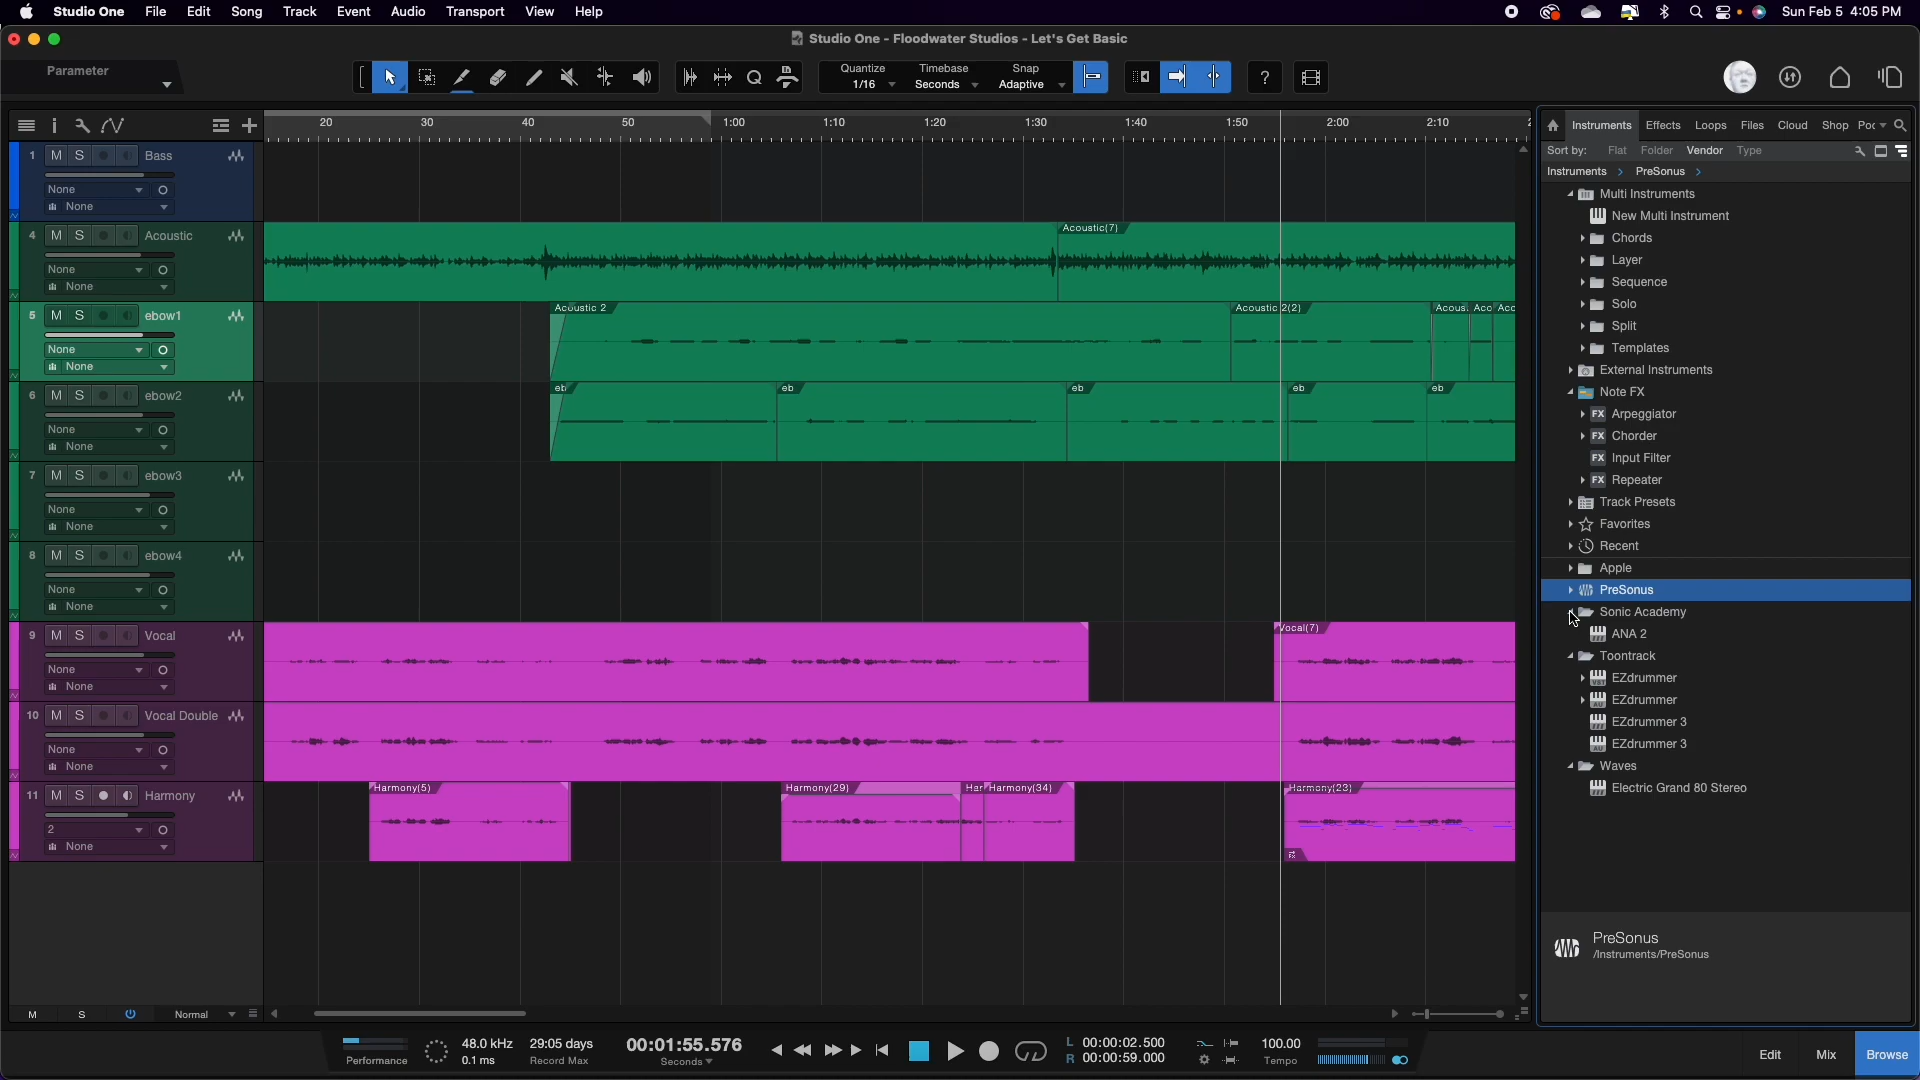 Studio One File Edit Song Track Event Audio Transport View Help Sun Feb 5 4:05 PM
Studio One - Floodwater Studios - Let's Get Basic
Parameter
Quantize
1/16
Timebase
Seconds
Snap
Adaptive
?
20 30 40 50 1:00 1:10 1:20 1:30 1:40 1:50 2:00 2:10
1 M S Bass
None
None
4 M S Acoustic
None
None
5 M S ebow1
None
None
6 M S ebow2
None
None
7 M S ebow3
None
None
8 M S ebow4
None
None
9 M S Vocal
None
None
10 M S Vocal Double
None
None
11 M S Harmony
2
None
Acoustic(7)
Acoustic 2 Acoustic 2(2) Acous Acc Acc
eb eb eb eb eb
Vocal(7)
Harmony(5) Harmony(29) Har Harmony(34) Harmony(23)
Instruments Effects Loops Files Cloud Shop Poc
Sort by: Flat Folder Vendor Type
Instruments PreSonus
Multi Instruments
New Multi Instrument
Chords
Layer
Sequence
Solo
Split
Templates
External Instruments
Note FX
FX Arpeggiator
FX Chorder
FX Input Filter
FX Repeater
Track Presets
Favorites
Recent
Apple
PreSonus
Sonic Academy
ANA 2
Toontrack
EZdrummer
EZdrummer
EZdrummer 3
EZdrummer 3
Waves
Electric Grand 80 Stereo
PreSonus
/Instruments/PreSonus
M S Normal
Performance
48.0 kHz
0.1 ms
29:05 days
Record Max
00:01:55.576
Seconds
L 00:00:02.500
R 00:00:59.000
100.00
Tempo
Edit Mix Browse